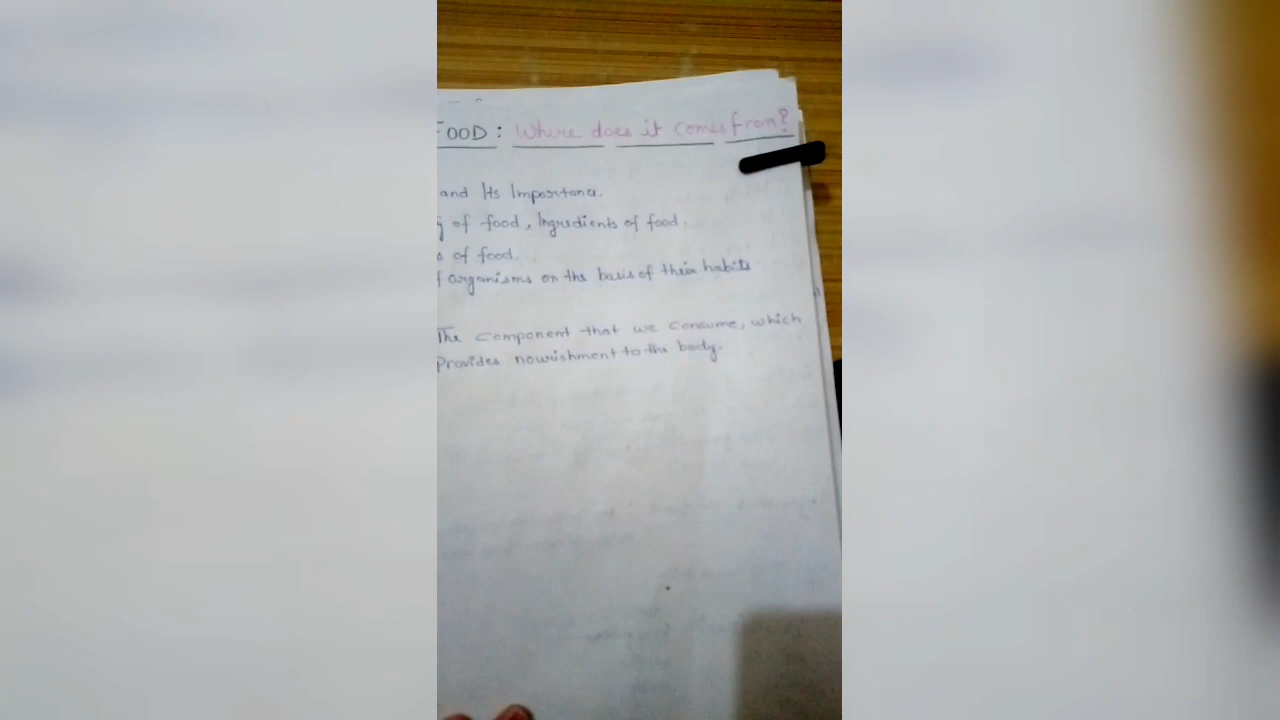 FOOD: Where does it comes from?
and Its Importance.
of food, Ingredients of food.
of food.
organisms on the basis of their habits
The component that we consume, which
Provides nourishment to the body.